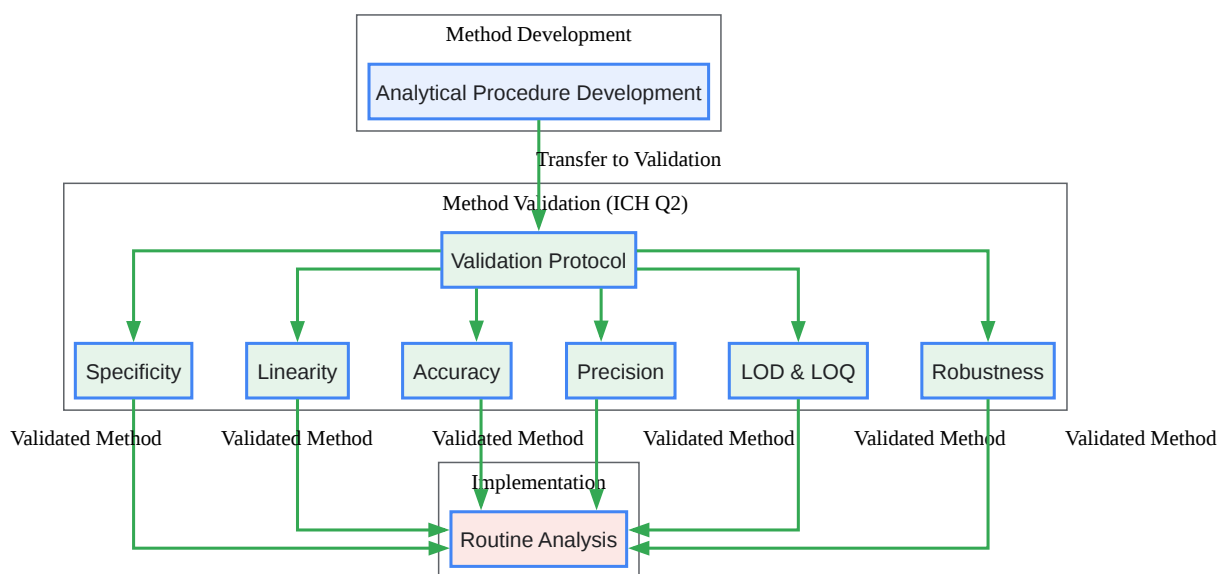 Method Development
Analytical Procedure Development
Transfer to Validation
Method Validation (ICH Q2)
Validation Protocol
Specificity
Linearity
Accuracy
Precision
LOD & LOQ
Robustness
Validated Method
Validated Method
Validated Method
Validated Method
Validated Method
Validated Method
Implementation
Routine Analysis